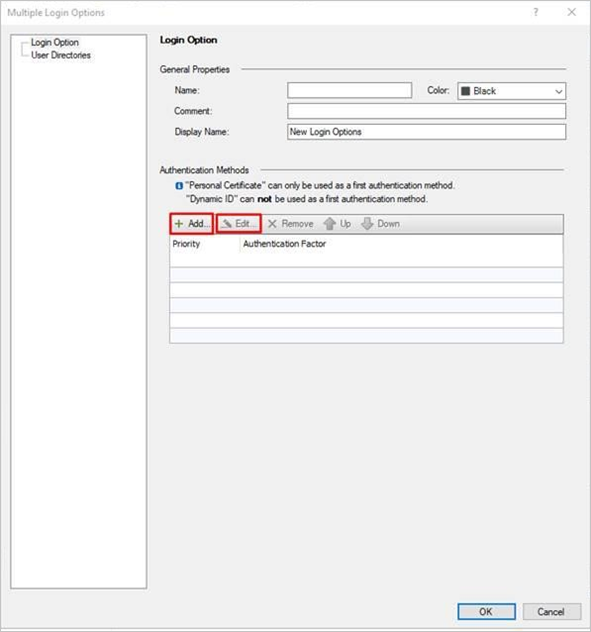 Multiple Login Options
?
Login Option
User Directories
Login Option
General Properties
Name:
Color:
Black
Comment:
Display Name:
New Login Options
Authentication Methods
"Personal Certificate" can only be used as a first authentication method.
"Dynamic ID" can not be used as a first authentication method.
Add... Edit... Remove Up Down
Priority Authentication Factor
OK Cancel